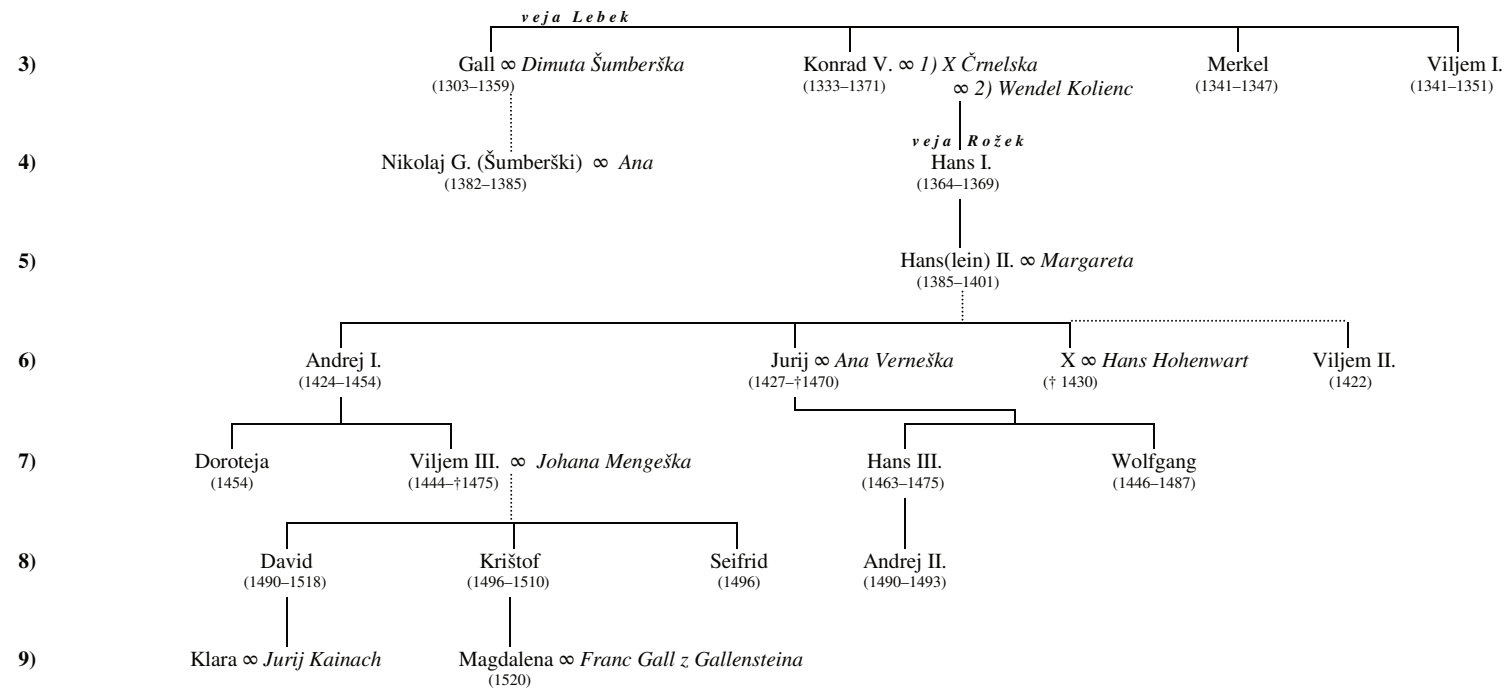 veja Lebek
3) Gall ∞ Dimuta Šumberška Konrad V. ∞ 1) X Črnelska Merkel Viljem I.
(1303–1359) (1333–1371) ∞ 2) Wendel Kolienc (1341–1347) (1341–1351)
veja Rožek
4) Nikolaj G. (Šumberški) ∞ Ana Hans I.
(1382–1385) (1364–1369)
5) Hans(lein) II. ∞ Margareta
(1385–1401)
6) Andrej I. Jurij ∞ Ana Verneška X ∞ Hans Hohenwart Viljem II.
(1424–1454) (1427–†1470) († 1430) (1422)
7) Doroteja Viljem III. ∞ Johana Mengeška Hans III. Wolfgang
(1454) (1444–†1475) (1463–1475) (1446–1487)
8) David Krištof Seifrid Andrej II.
(1490–1518) (1496–1510) (1496) (1490–1493)
9) Klara ∞ Jurij Kainach Magdalena ∞ Franc Gall z Gallensteina
(1520)